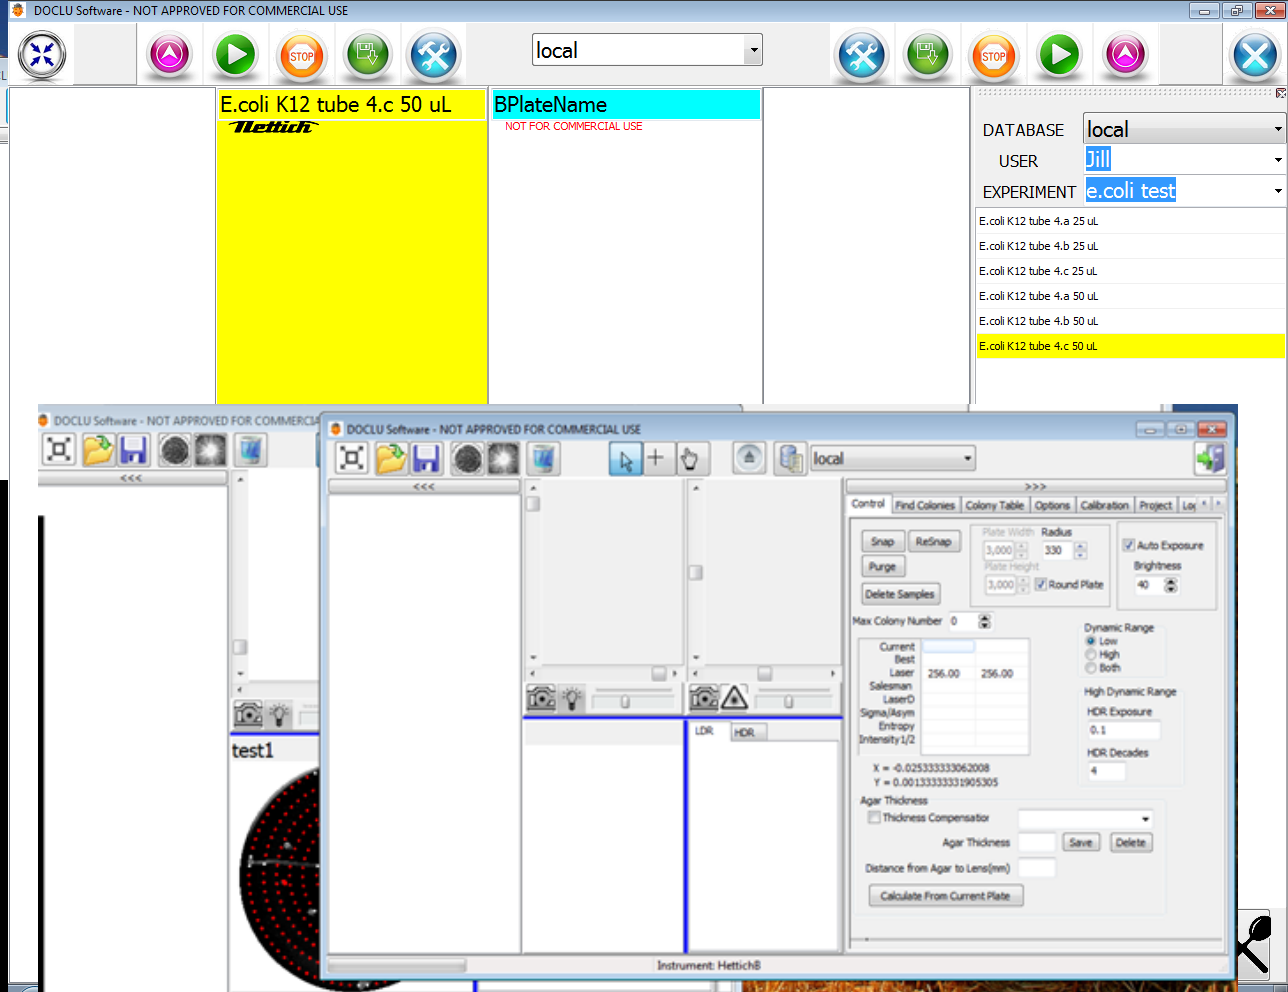 DOCLU Software - NOT APPROVED FOR COMMERCIAL USE
STOP
local
STOP
E.coli K12 tube 4.c 50 uL
BPlateName
Hettich
NOT FOR COMMERCIAL USE
DATABASE local
USER Jill
EXPERIMENT e.coli test
E.coli K12 tube 4.a 25 uL
E.coli K12 tube 4.b 25 uL
E.coli K12 tube 4.c 25 uL
E.coli K12 tube 4.a 50 uL
E.coli K12 tube 4.b 50 uL
E.coli K12 tube 4.c 50 uL
DOCLU Software - NOT APPROVED FOR COMMERCIA
<<<
test1
DOCLU Software - NOT APPROVED FOR COMMERCIAL USE
local
<<<
>>>
Control Find Colonies Colony Table Options Calibration Project Log
Snap ReSnap
Purge
Delete Samples
Plate Width Radius
3,000 330
Plate Height
3,000 Round Plate
Auto Exposure
Brightness
40
Max Colony Number 0
Current
Best
Laser 256.00 256.00
Salesman
LaserD
Sigma/Asym
Entropy
Intensity1/2
X = -0.025333333062008
Y = 0.00133333331905305
Dynamic Range
Low
High
Both
High Dynamic Range
HDR Exposure
0.1
HDR Decades
4
LDR HDR
Agar Thickness
Thickness Compensation
Agar Thickness Save Delete
Distance from Agar to Lens(mm)
Calculate From Current Plate
Instrument: HettichB